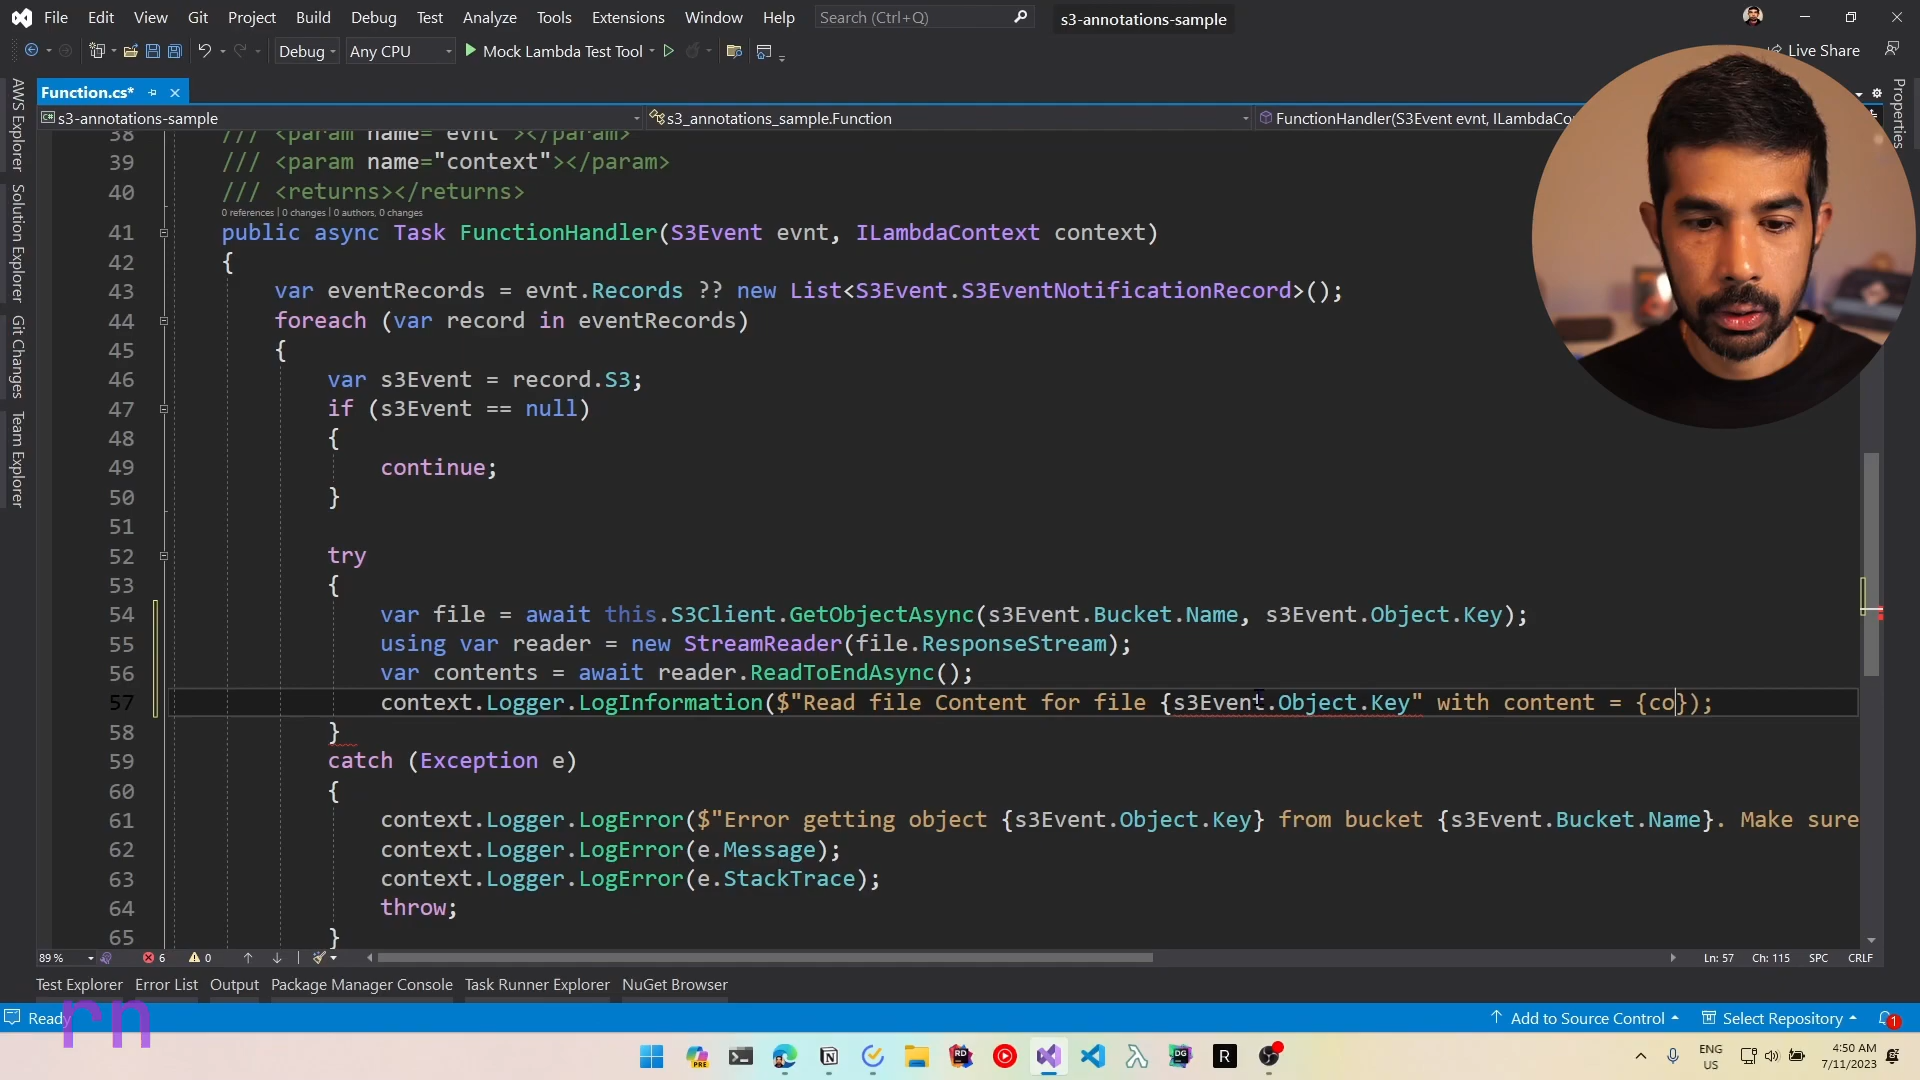 File Edit View Git Project Build Debug Test Analyze Tools Extensions Window Help Search (Ctrl+Q) s3-annotations-sample
Debug Any CPU Mock Lambda Test Tool Live Share
Function.cs*
s3-annotations-sample s3_annotations_sample.Function FunctionHandler(S3Event evnt, ILambdaCon
AWS Explorer
Solution Explorer
Git Changes
Team Explorer
Properties
38 /// <param name="evnt"></param>
39 /// <param name="context"></param>
40 /// <returns></returns>
0 references | 0 changes | 0 authors, 0 changes
41 public async Task FunctionHandler(S3Event evnt, ILambdaContext context)
42 {
43 var eventRecords = evnt.Records ?? new List<S3Event.S3EventNotificationRecord>();
44 foreach (var record in eventRecords)
45 {
46 var s3Event = record.S3;
47 if (s3Event == null)
48 {
49 continue;
50 }
51
52 try
53 {
54 var file = await this.S3Client.GetObjectAsync(s3Event.Bucket.Name, s3Event.Object.Key);
55 using var reader = new StreamReader(file.ResponseStream);
56 var contents = await reader.ReadToEndAsync();
57 context.Logger.LogInformation($"Read file Content for file {s3Event.Object.Key" with content = {co});
58 }
59 catch (Exception e)
60 {
61 context.Logger.LogError($"Error getting object {s3Event.Object.Key} from bucket {s3Event.Bucket.Name}. Make sure
62 context.Logger.LogError(e.Message);
63 context.Logger.LogError(e.StackTrace);
64 throw;
65 }
89 % 6 0 Ln: 57 Ch: 115 SPC CRLF
Test Explorer Error List Output Package Manager Console Task Runner Explorer NuGet Browser
Ready Add to Source Control Select Repository 1
rn
ENG
US
4:50 AM
7/11/2023